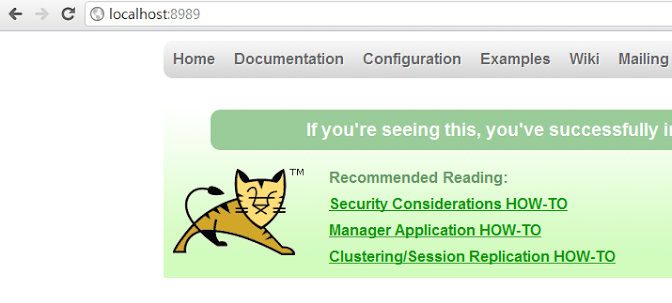 localhost:8989
Home Documentation Configuration Examples Wiki Mailing
If you're seeing this, you've successfully
TM
Recommended Reading:
Security Considerations HOW-TO
Manager Application HOW-TO
Clustering/Session Replication HOW-TO